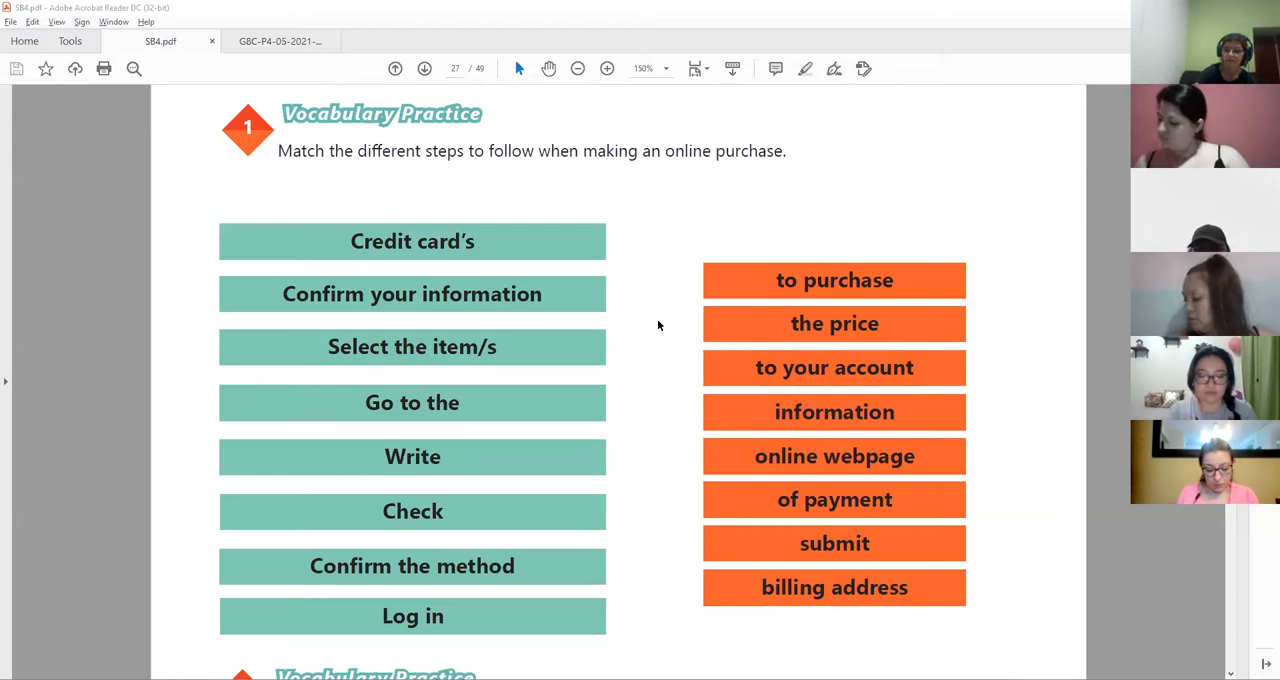 SB4.pdf - Adobe Acrobat Reader DC (32-bit)
File Edit View Sign Window Help
Home Tools SB4.pdf × GBC-P4-05-2021-...
27 / 49 150%
1 Vocabulary Practice
Match the different steps to follow when making an online purchase.
Credit card's
Confirm your information
Select the item/s
Go to the
Write
Check
Confirm the method
Log in
to purchase
the price
to your account
information
online webpage
of payment
submit
billing address
Vocabulary Practice